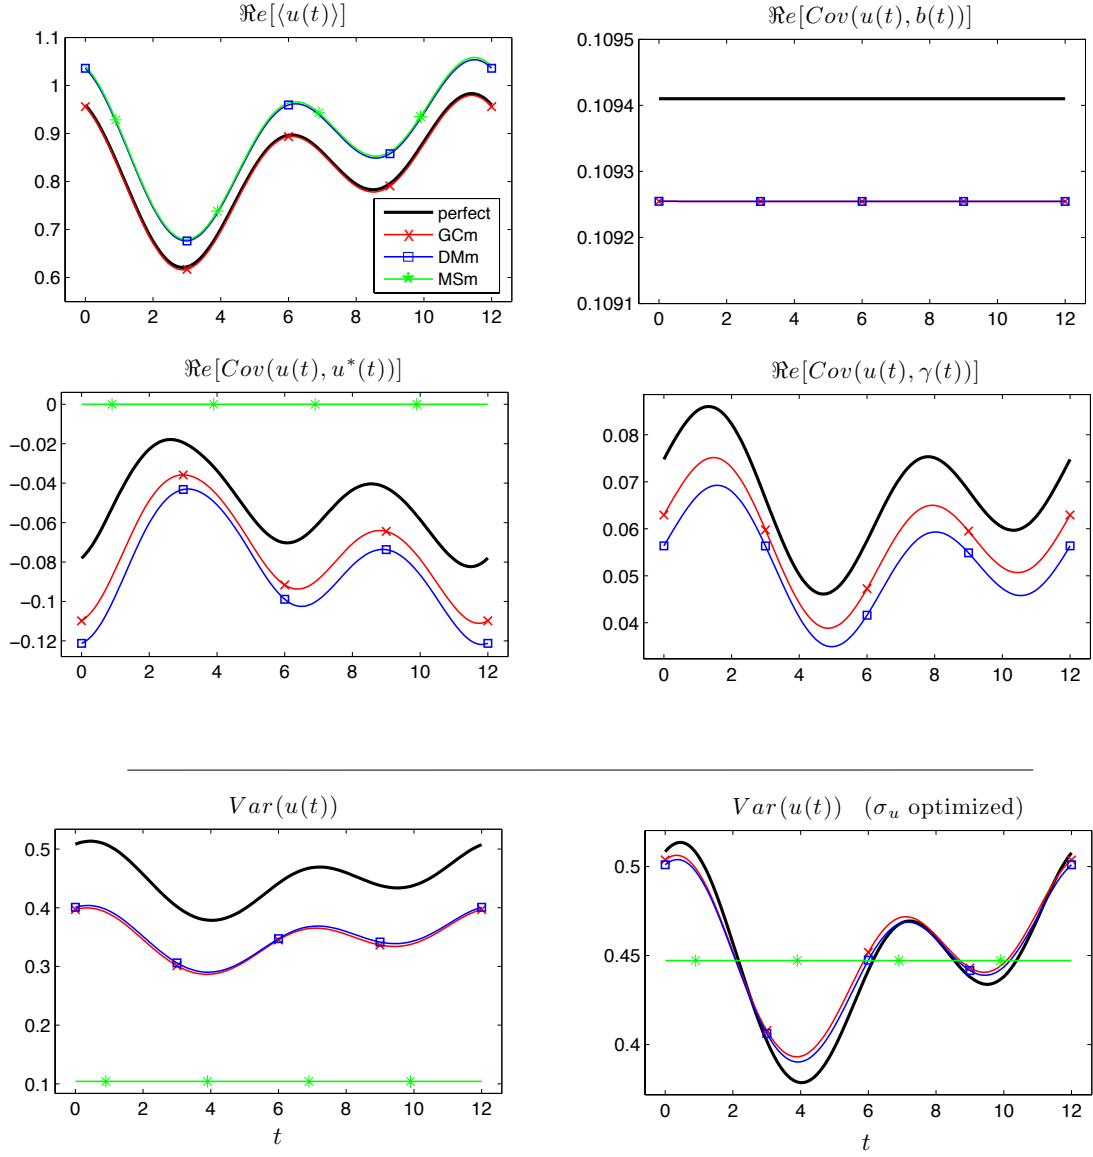 ℜe[⟨u(t)⟩]
1.1
1
0.9
0.8
0.7
0.6
0 2 4 6 8 10 12
perfect
GCm
DMm
MSm
ℜe[Cov(u(t), b(t))]
0.1095
0.1094
0.1093
0.1092
0.1091
0 2 4 6 8 10 12
ℜe[Cov(u(t), u*(t))]
0
−0.02
−0.04
−0.06
−0.08
−0.1
−0.12
0 2 4 6 8 10 12
ℜe[Cov(u(t), γ(t))]
0.08
0.07
0.06
0.05
0.04
0 2 4 6 8 10 12
Var(u(t))
0.5
0.4
0.3
0.2
0.1
0 2 4 6 8 10 12
t
Var(u(t)) (σ_u optimized)
0.5
0.45
0.4
0 2 4 6 8 10 12
t